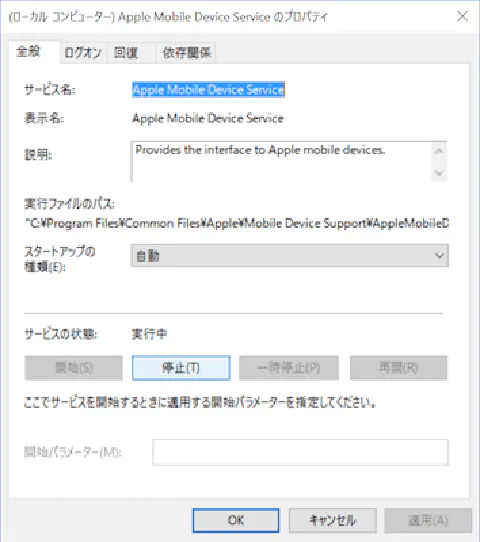 (ローカル コンピューター) Apple Mobile Device Service のプロパティ
全般 ログオン 回復 依存関係
サービス名: Apple Mobile Device Service
表示名: Apple Mobile Device Service
説明: Provides the interface to Apple mobile devices.
実行ファイルのパス:
"C:¥Program Files¥Common Files¥Apple¥Mobile Device Support¥AppleMobileD
スタートアップの
種類(E): 自動
サービスの状態: 実行中
開始(S) 停止(T) 一時停止(P) 再開(R)
ここでサービスを開始するときに適用する開始パラメーターを指定してください。
開始パラメーター(M):
OK キャンセル 適用(A)